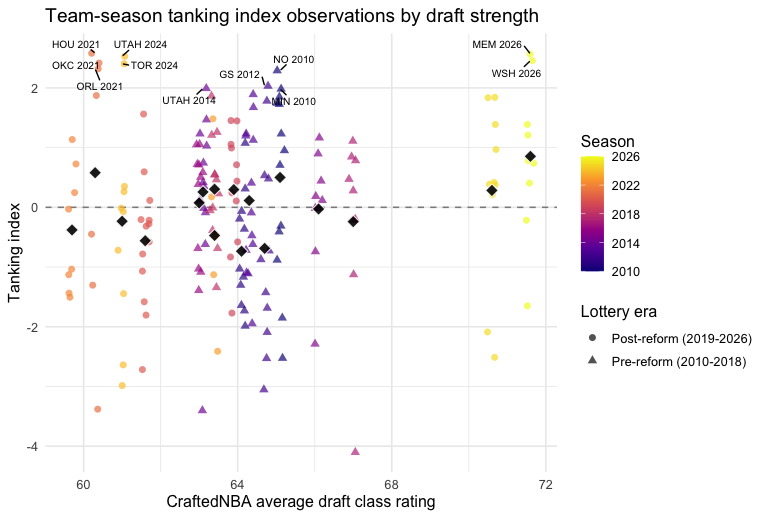 Team-season tanking index observations by draft strength
HOU 2021
UTAH 2024
OKC 2021
TOR 2024
ORL 2021
UTAH 2014
GS 2012
NO 2010
MIN 2010
MEM 2026
WSH 2026
Tanking index
2
0
-2
-4
60
64
68
72
CraftedNBA average draft class rating
Season
2026
2022
2018
2014
2010
Lottery era
Post-reform (2019-2026)
Pre-reform (2010-2018)